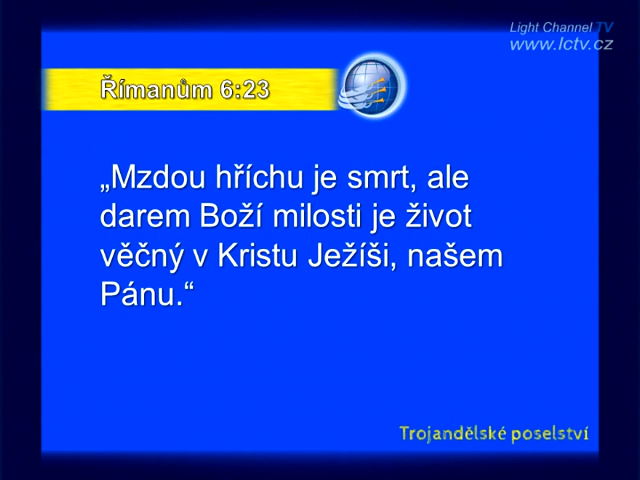 Light Channel TV
www.lctv.cz
Římanům 6:23
„Mzdou hříchu je smrt, ale
darem Boží milosti je život
věčný v Kristu Ježíši, našem
Pánu.“
Trojandělské poselství